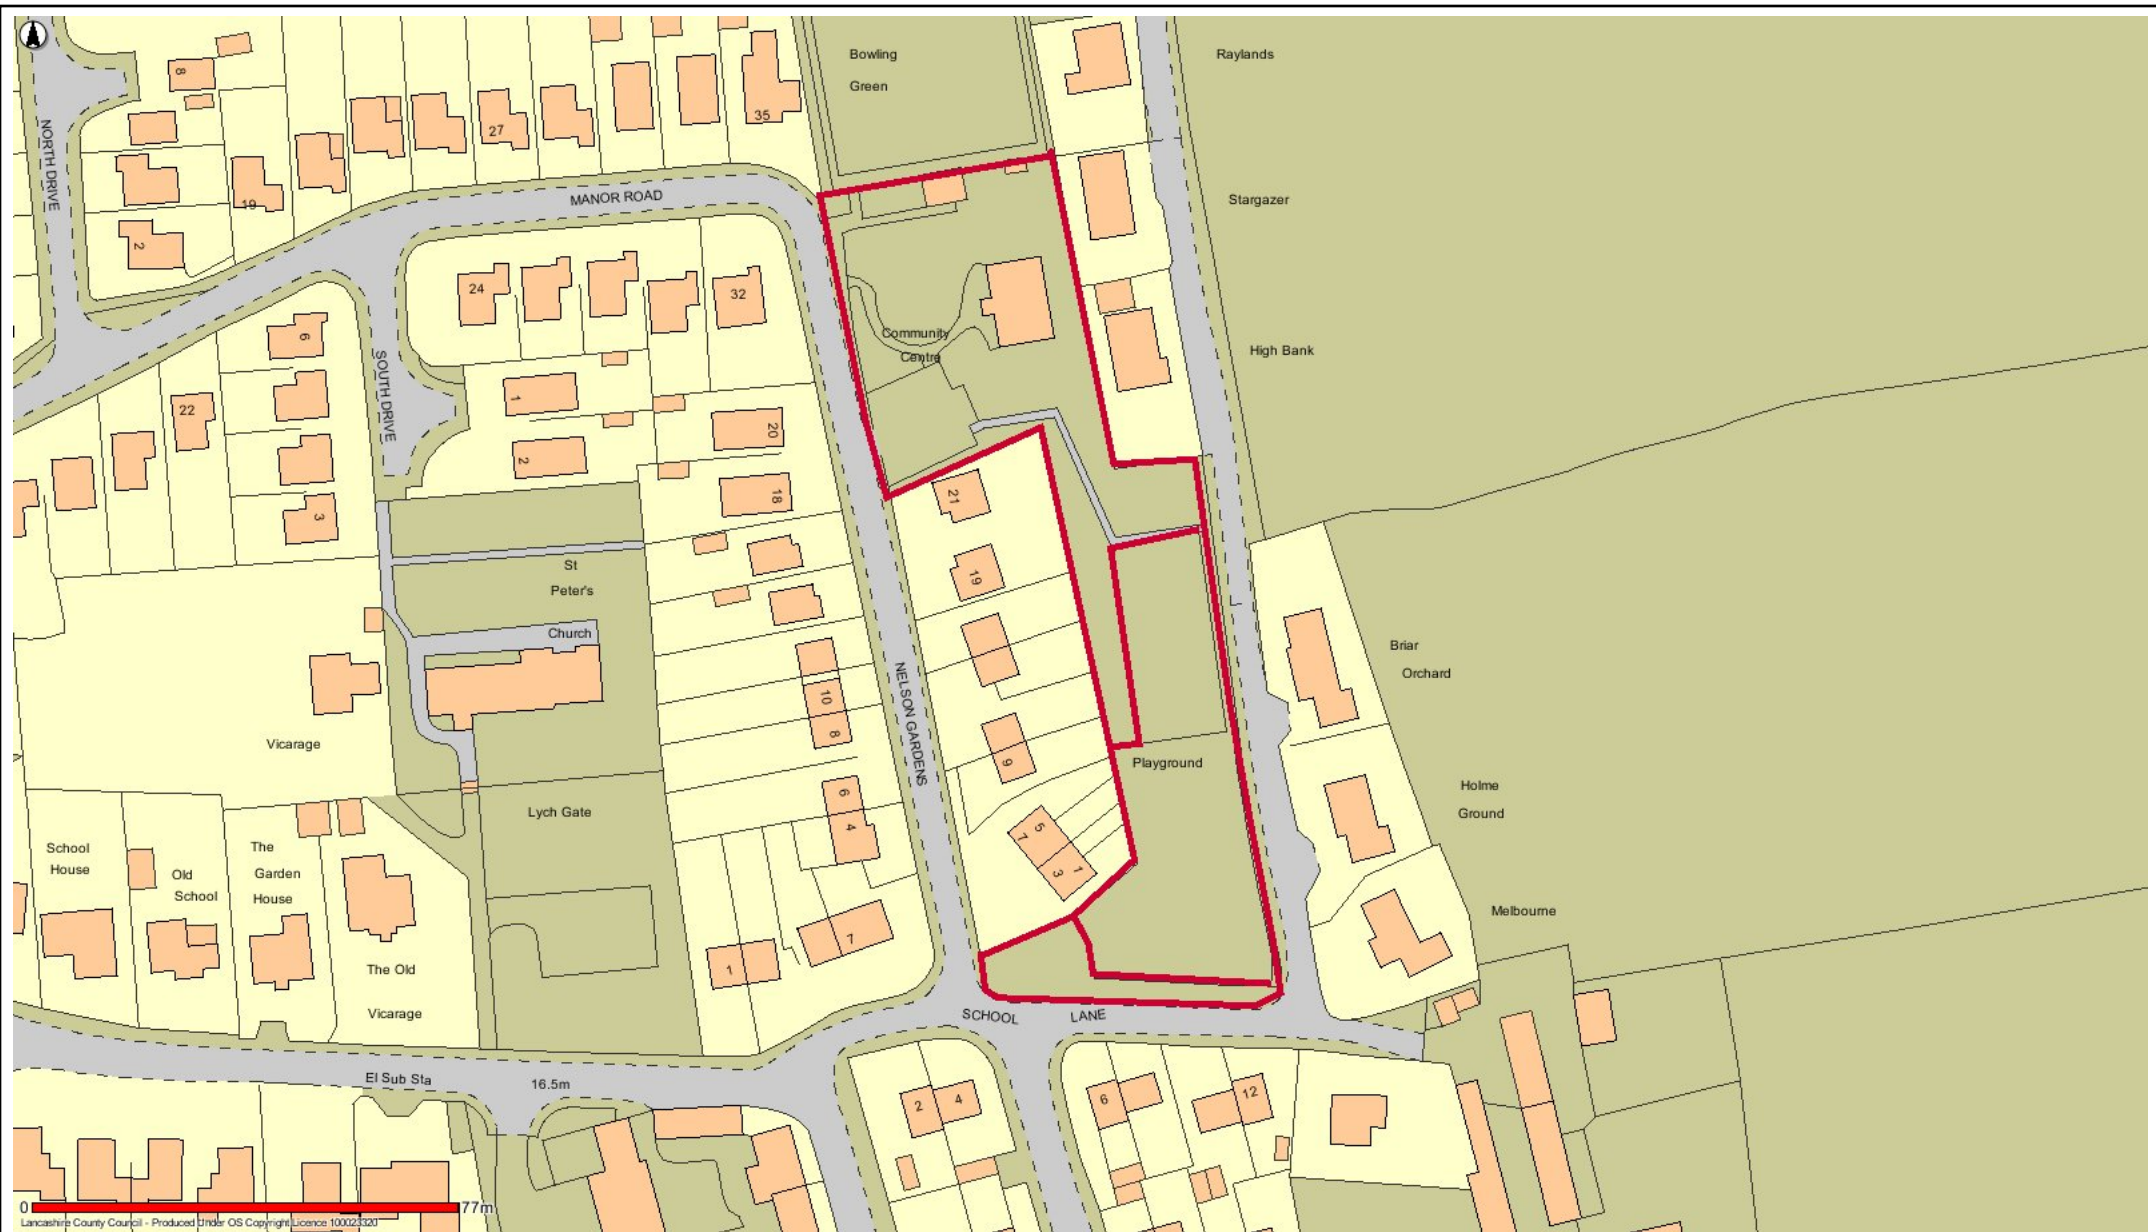 Bowling
Green
Raylands
8
27
35
NORTH DRIVE
19
MANOR ROAD
2
Stargazer
24
32
6
Community
Centre
High Bank
SOUTH DRIVE
22
1
20
2
18
3
21
St
Peter's
19
Church
Briar
Orchard
NELSON GARDENS
10
8
Vicarage
9
Playground
Lych Gate
6
4
Holme
Ground
School
House
The
Garden
House
Old
School
5
7
3
1
Melbourne
7
1
The Old
Vicarage
SCHOOL LANE
El Sub Sta
16.5m
2
4
6
12
0
77m
Lancashire County Council - Produced Under OS Copyright Licence 100023320